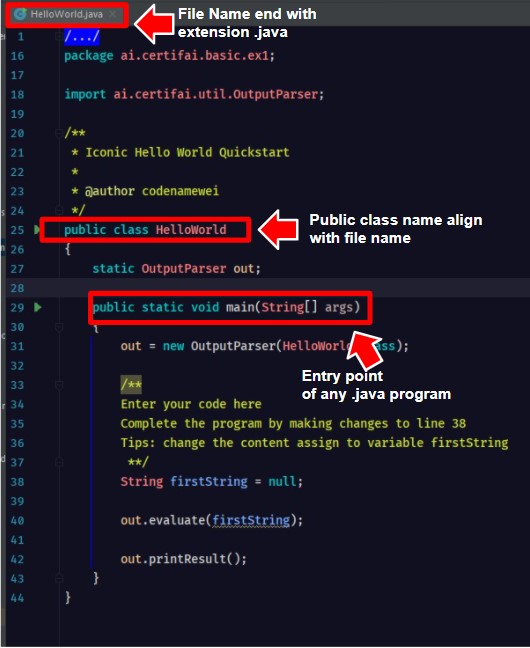 HelloWorld.java
File Name end with
extension .java
1 /.../
16 package ai.certifai.basic.ex1;
17
18 import ai.certifai.util.OutputParser;
19
20 /**
21 * Iconic Hello World Quickstart
22 *
23 * @author codenamewei
24 */
25 public class HelloWorld
Public class name align
with file name
26 {
27 static OutputParser out;
28
29 public static void main(String[] args)
30 {
31 out = new OutputParser(HelloWorld ass);
32
Entry point
of any .java program
33 /**
34 Enter your code here
35 Complete the program by making changes to line 38
36 Tips: change the content assign to variable firstString
37 **/
38 String firstString = null;
39
40 out.evaluate(firstString);
41
42 out.printResult();
43 }
44 }